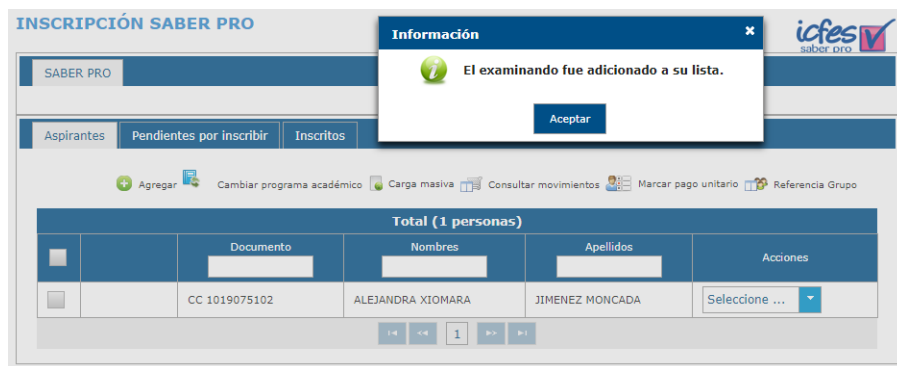 INSCRIPCIÓN SABER PRO
icfes
saber pro
Información
El examinando fue adicionado a su lista.
Aceptar
SABER PRO
Aspirantes Pendientes por inscribir Inscritos
Agregar Cambiar programa académico Carga masiva Consultar movimientos Marcar pago unitario Referencia Grupo
Total (1 personas)
Documento Nombres Apellidos Acciones
CC 1019075102 ALEJANDRA XIOMARA JIMENEZ MONCADA Seleccione ...
1